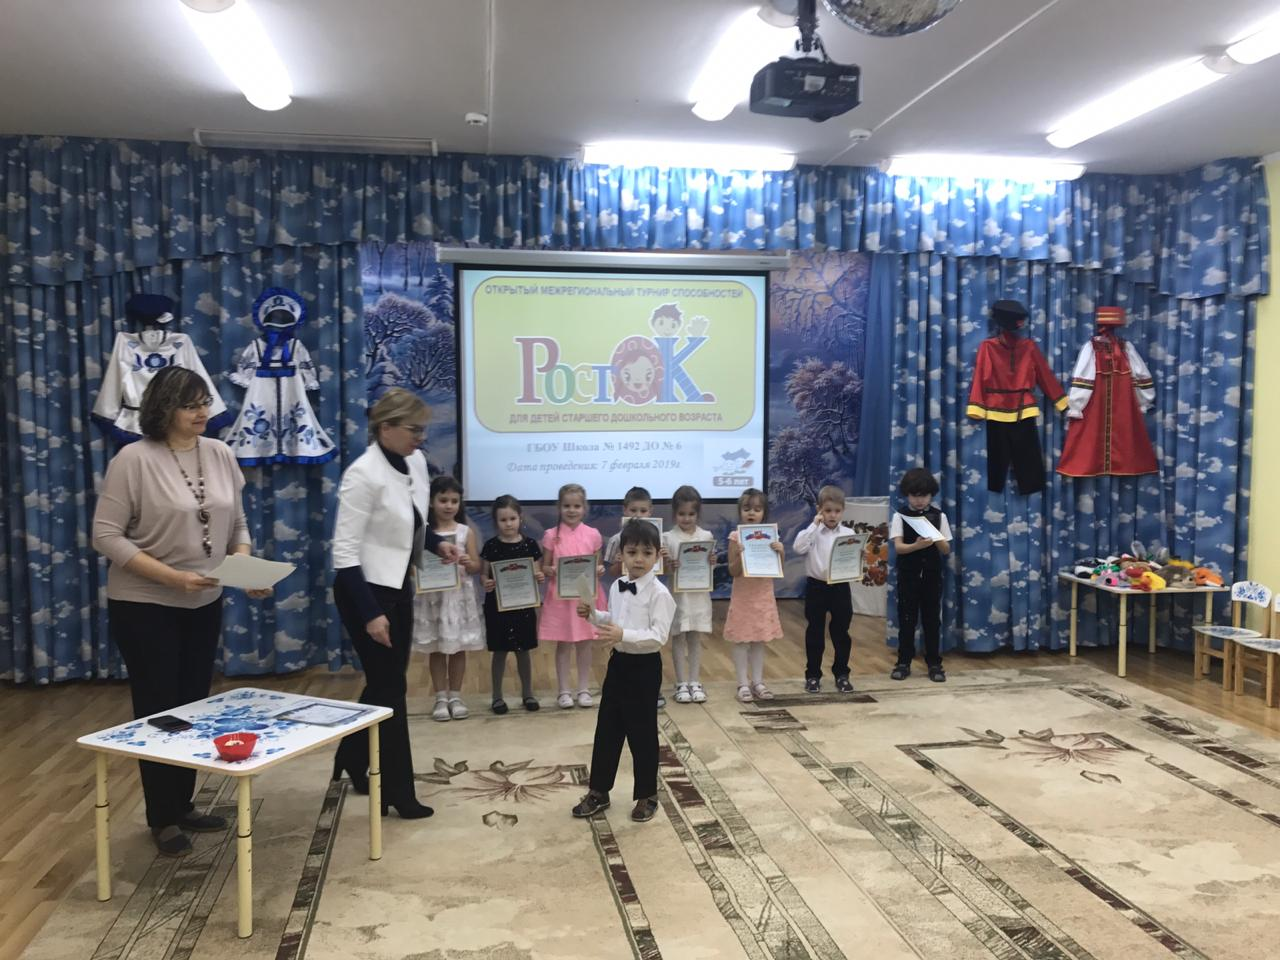 ОТКРЫТЫЙ МЕЖРЕГИОНАЛЬНЫЙ ТУРНИР СПОСОБНОСТЕЙ
РОСТОК
ДЛЯ ДЕТЕЙ СТАРШЕГО ДОШКОЛЬНОГО ВОЗРАСТА
ГБОУ Школа № 1492 ДО № 6
Дата проведения: 7 февраля 2019г.
5-6 лет